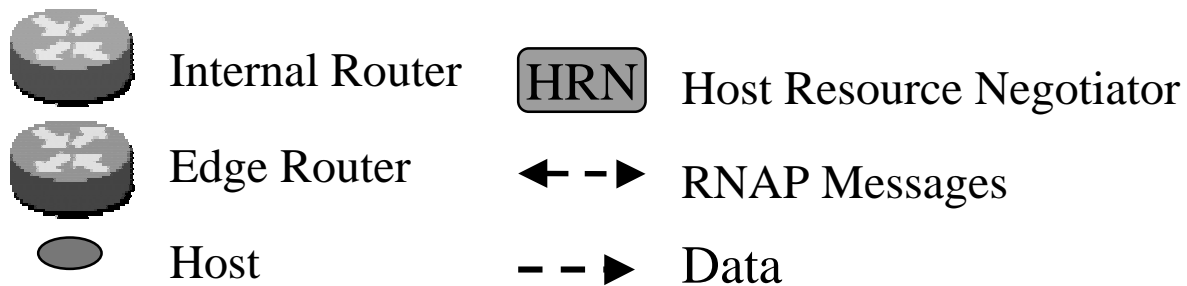 Internal Router
HRN Host Resource Negotiator
Edge Router
RNAP Messages
Host
Data